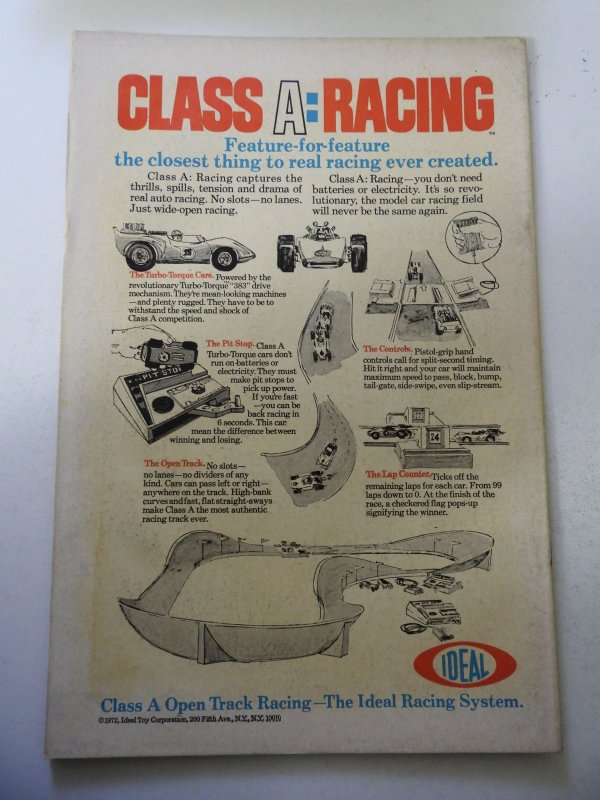 CLASS A: RACING
TM
Feature-for-feature
the closest thing to real racing ever created.
Class A: Racing captures the
thrills, spills, tension and drama of
real auto racing. No slots—no lanes.
Just wide-open racing.
Class A: Racing—you don't need
batteries or electricity. It's so revo-
lutionary, the model car racing field
will never be the same again.
The Turbo-Torque Cars. Powered by the
revolutionary Turbo-Torque "383" drive
mechanism. They're mean-looking machines
—and plenty rugged. They have to be to
withstand the speed and shock of
Class A competition.
PIT STOP
The Pit Stop. Class A
Turbo-Torque cars don't
run on batteries or
electricity. They must
make pit stops to
pick up power.
If you're fast
—you can be
back racing in
6 seconds. This can
mean the difference between
winning and losing.
The Controls. Pistol-grip hand
controls call for split-second timing.
Hit it right and your car will maintain
maximum speed to pass, block, bump,
tail-gate, side-swipe, even slip-stream.
24
The Open Track. No slots—
no lanes—no dividers of any
kind. Cars can pass left or right—
anywhere on the track. High-bank
curves and fast, flat straight-aways
make Class A the most authentic
racing track ever.
The Lap Counter. Ticks off the
remaining laps for each car. From 99
laps down to 0. At the finish of the
race, a checkered flag pops-up
signifying the winner.
IDEAL
Class A Open Track Racing—The Ideal Racing System.
©1972, Ideal Toy Corporation, 200 Fifth Ave., N.Y., N.Y. 10010